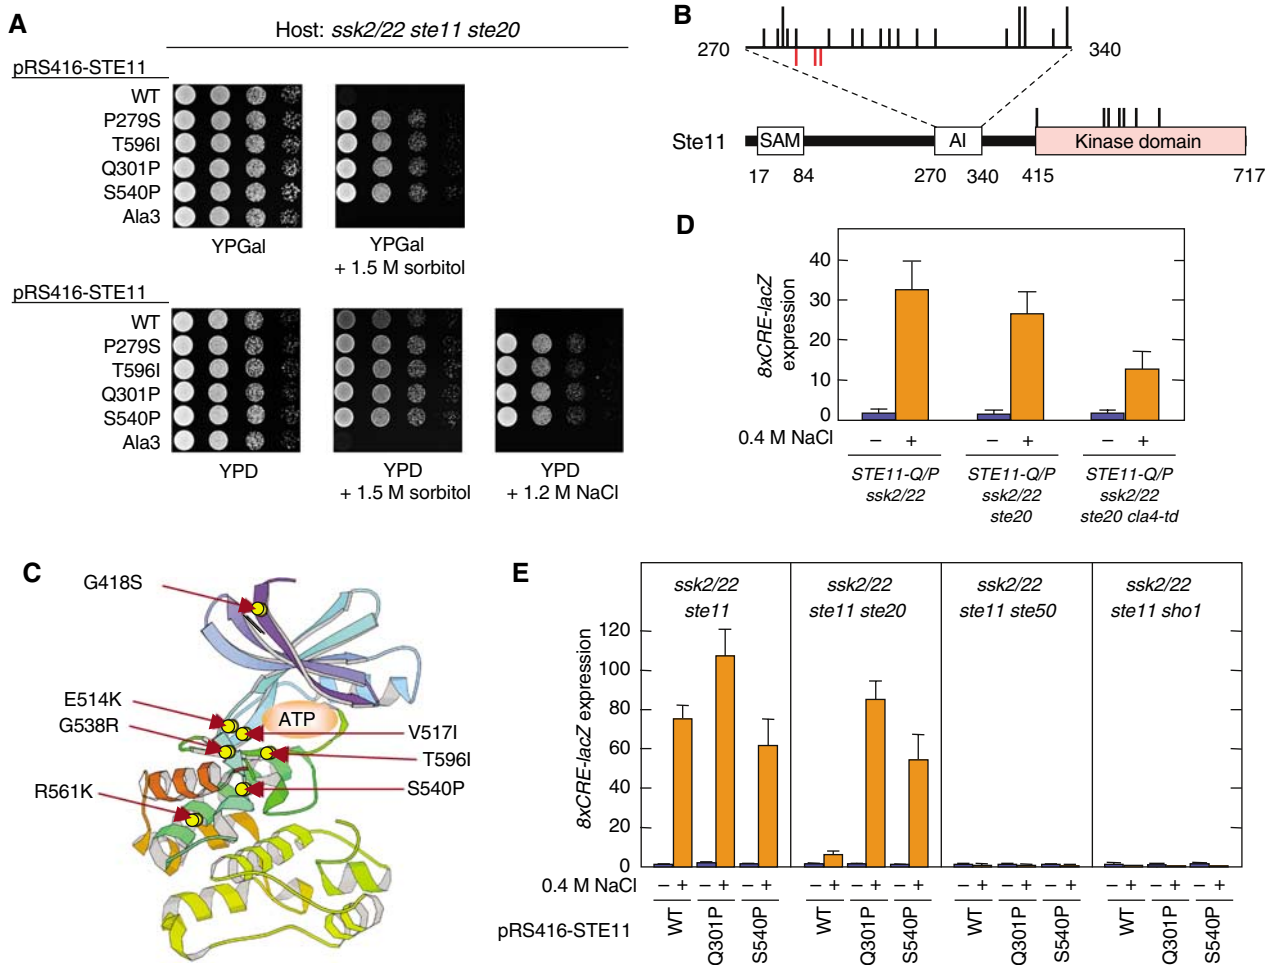 A
Host: ssk2/22 ste11 ste20
pRS416-STE11
WT
P279S
T596I
Q301P
S540P
Ala3
YPGal
YPGal
+ 1.5 M sorbitol
pRS416-STE11
WT
P279S
T596I
Q301P
S540P
Ala3
YPD
YPD
+ 1.5 M sorbitol
YPD
+ 1.2 M NaCl
B
270
340
Ste11
SAM
AI
Kinase domain
17
84
270
340
415
717
D
8xCRE-lacZ
expression
40
30
20
10
0
0.4 M NaCl
– + – + – +
STE11-Q/P
ssk2/22
STE11-Q/P
ssk2/22
ste20
STE11-Q/P
ssk2/22
ste20 cla4-td
C
G418S
E514K
G538R
R561K
ATP
V517I
T596I
S540P
E
8xCRE-lacZ expression
120
100
80
60
40
20
0
ssk2/22
ste11
ssk2/22
ste11 ste20
ssk2/22
ste11 ste50
ssk2/22
ste11 sho1
0.4 M NaCl
– + – + – + – + – + – + – + – + – + – + – + – +
pRS416-STE11
WT Q301P S540P WT Q301P S540P WT Q301P S540P WT Q301P S540P